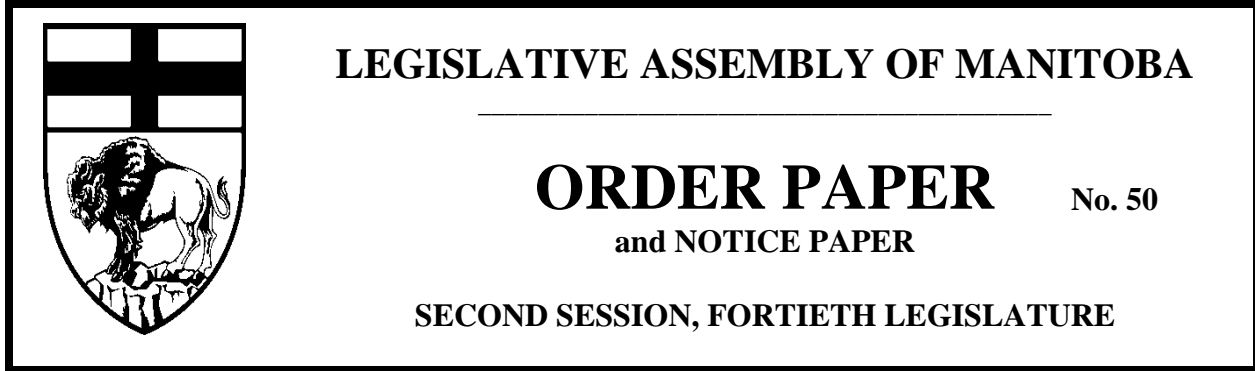 LEGISLATIVE ASSEMBLY OF MANITOBA
ORDER PAPER No. 50
and NOTICE PAPER
SECOND SESSION, FORTIETH LEGISLATURE